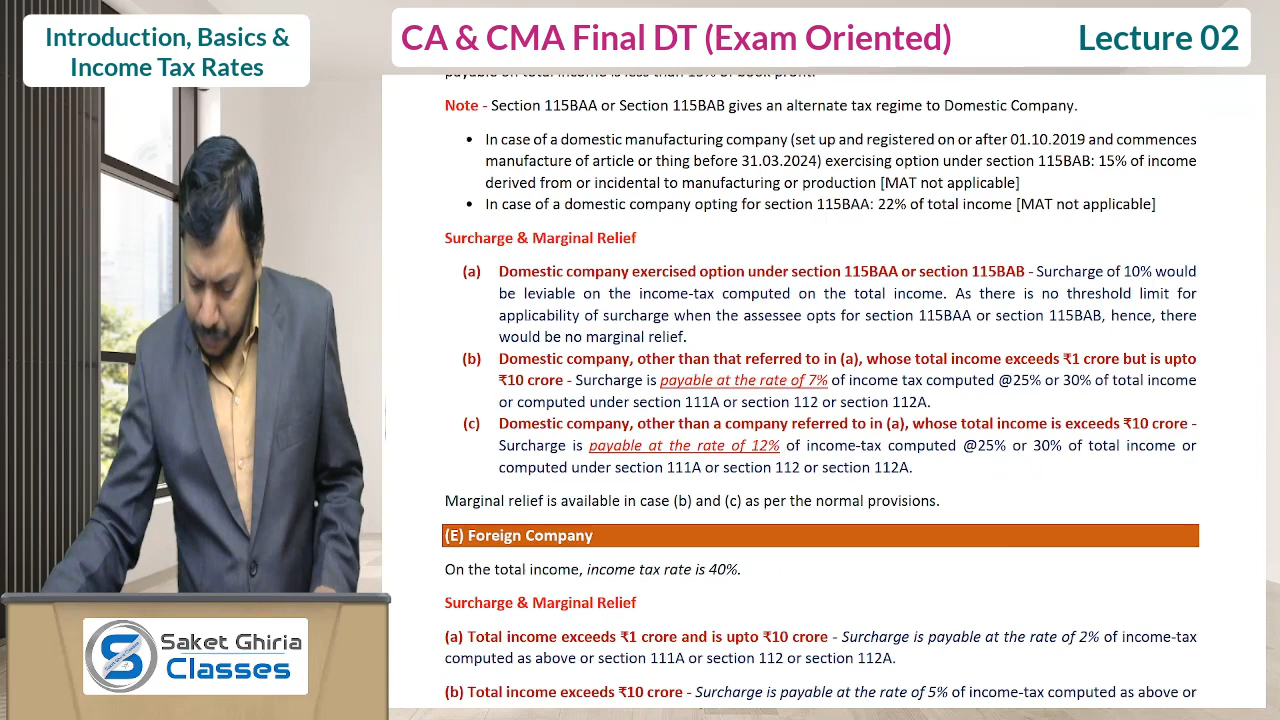 Introduction, Basics &
Income Tax Rates
CA & CMA Final DT (Exam Oriented)
Lecture 02
payable on total income is less than 15% of book profit.
Note - Section 115BAA or Section 115BAB gives an alternate tax regime to Domestic Company.
• In case of a domestic manufacturing company (set up and registered on or after 01.10.2019 and commences
manufacture of article or thing before 31.03.2024) exercising option under section 115BAB: 15% of income
derived from or incidental to manufacturing or production [MAT not applicable]
• In case of a domestic company opting for section 115BAA: 22% of total income [MAT not applicable]
Surcharge & Marginal Relief
(a) Domestic company exercised option under section 115BAA or section 115BAB - Surcharge of 10% would
be leviable on the income-tax computed on the total income. As there is no threshold limit for
applicability of surcharge when the assessee opts for section 115BAA or section 115BAB, hence, there
would be no marginal relief.
(b) Domestic company, other than that referred to in (a), whose total income exceeds ₹1 crore but is upto
₹10 crore - Surcharge is payable at the rate of 7% of income tax computed @25% or 30% of total income
or computed under section 111A or section 112 or section 112A.
(c) Domestic company, other than a company referred to in (a), whose total income is exceeds ₹10 crore -
Surcharge is payable at the rate of 12% of income-tax computed @25% or 30% of total income or
computed under section 111A or section 112 or section 112A.
Marginal relief is available in case (b) and (c) as per the normal provisions.
(E) Foreign Company
On the total income, income tax rate is 40%.
Surcharge & Marginal Relief
(a) Total income exceeds ₹1 crore and is upto ₹10 crore - Surcharge is payable at the rate of 2% of income-tax
computed as above or section 111A or section 112 or section 112A.
(b) Total income exceeds ₹10 crore - Surcharge is payable at the rate of 5% of income-tax computed as above or
Saket Ghiria
Classes